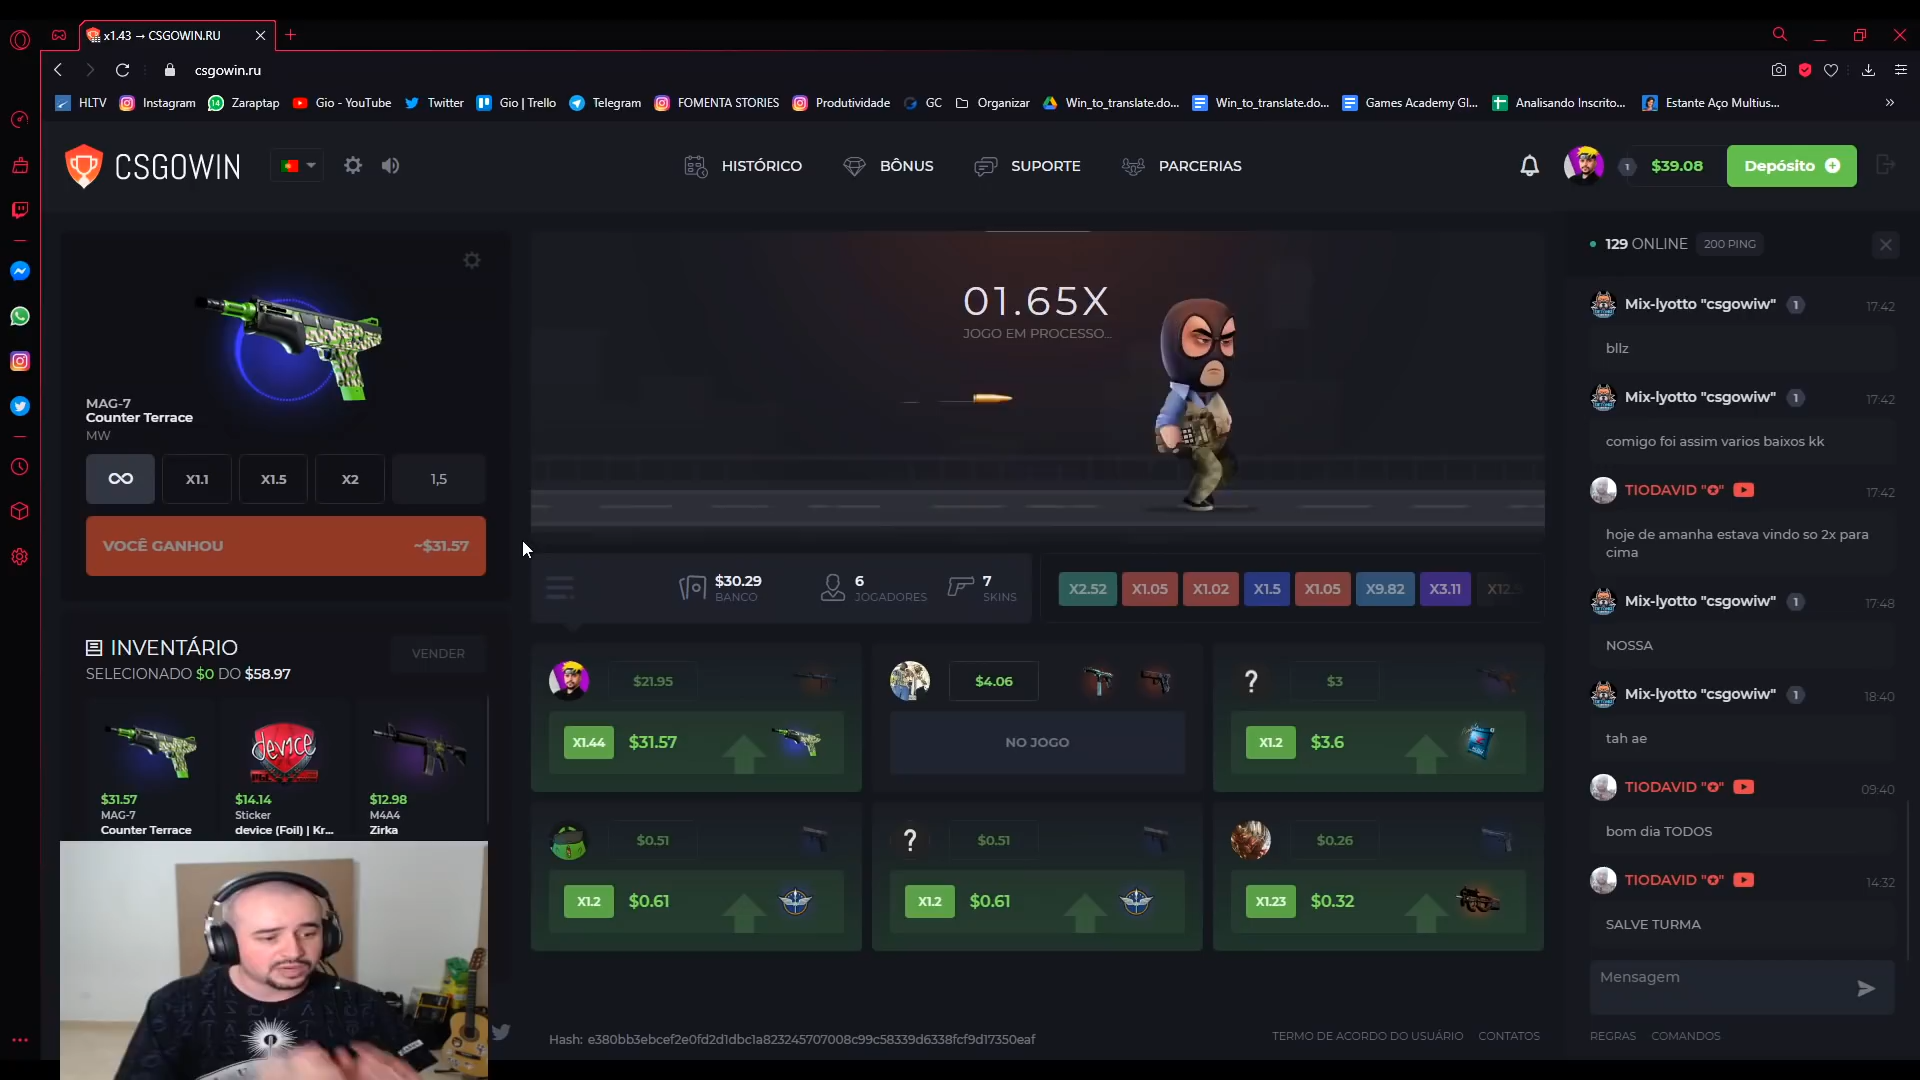 x1.43 → CSGOWIN.RU
csgowin.ru
HLTV
Instagram
Zaraptap
Gio - YouTube
Twitter
Gio | Trello
Telegram
FOMENTA STORIES
Produtividade
GC
Organizar
Win_to_translate.do...
Win_to_translate.do...
Games Academy Gl...
Analisando Inscrito...
Estante Aço Multius...
CSGOWIN
HISTÓRICO
BÔNUS
SUPORTE
PARCERIAS
1
$39.08
Depósito
MAG-7
Counter Terrace
MW
∞
X1.1
X1.5
X2
1,5
VOCÊ GANHOU
~$31.57
INVENTÁRIO
VENDER
SELECIONADO $0 DO $58.97
$31.57
MAG-7
Counter Terrace
device
$14.14
Sticker
device (Foil) | Kr...
$12.98
M4A4
Zirka
01.65X
JOGO EM PROCESSO...
$30.29
BANCO
6
JOGADORES
7
SKINS
X2.52
X1.05
X1.02
X1.5
X1.05
X9.82
X3.11
$21.95
X1.44 $31.57
$4.06
NO JOGO
?
$3
X1.2 $3.6
$0.51
X1.2 $0.61
?
$0.51
X1.2 $0.61
$0.26
X1.23 $0.32
Hash: e380bb3ebcef2e0fd2d1dbc1a823245707008c99c58339d6338fcf9d17350eaf
TERMO DE ACORDO DO USUÁRIO
CONTATOS
129 ONLINE
200 PING
Mix-lyotto "csgowiw" 1 17:42
bllz
Mix-lyotto "csgowiw" 1 17:42
comigo foi assim varios baixos kk
TIODAVID "✪" 17:42
hoje de amanha estava vindo so 2x para
cima
Mix-lyotto "csgowiw" 1 17:48
NOSSA
Mix-lyotto "csgowiw" 1 18:40
tah ae
TIODAVID "✪" 09:40
bom dia TODOS
TIODAVID "✪" 14:32
SALVE TURMA
Mensagem
REGRAS
COMANDOS